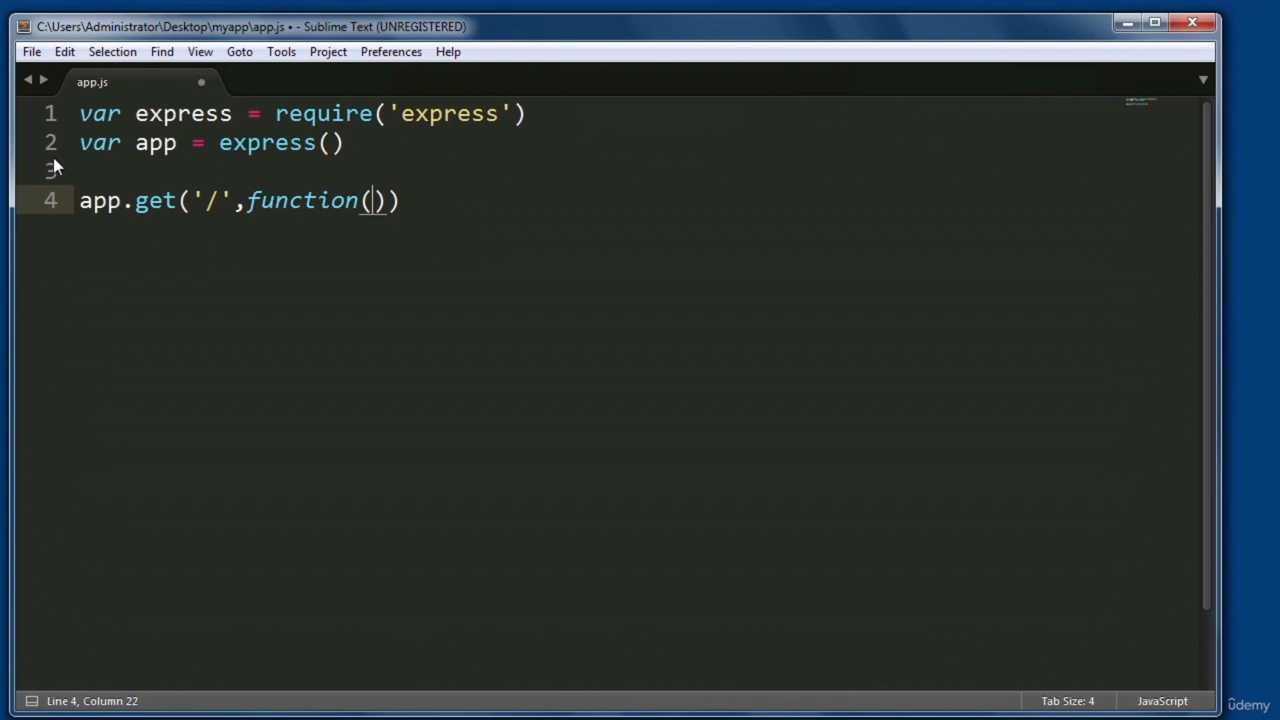 C:\Users\Administrator\Desktop\myapp\app.js • - Sublime Text (UNREGISTERED)
File Edit Selection Find View Goto Tools Project Preferences Help
app.js
1 var express = require('express')
2 var app = express()
3
4 app.get('/',function())
Line 4, Column 22 Tab Size: 4 JavaScript
ûdemy